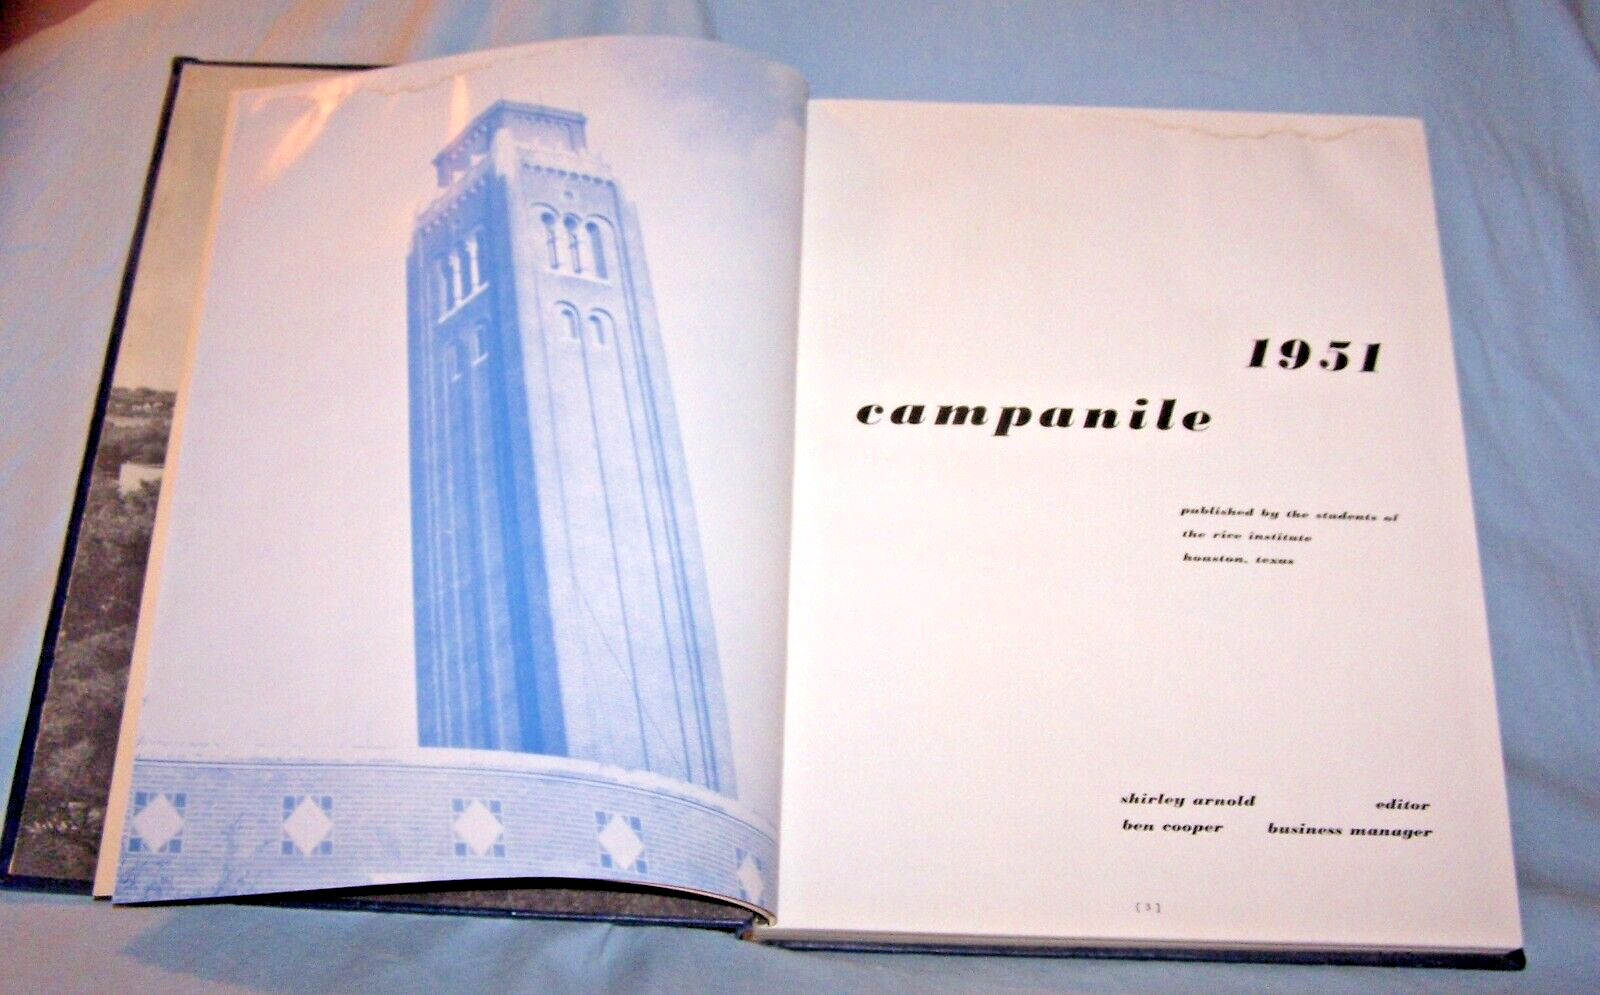 1951
campanile
published by the students of
the rice institute
houston, texas
shirley arnold editor
ben cooper business manager
[ 3 ]